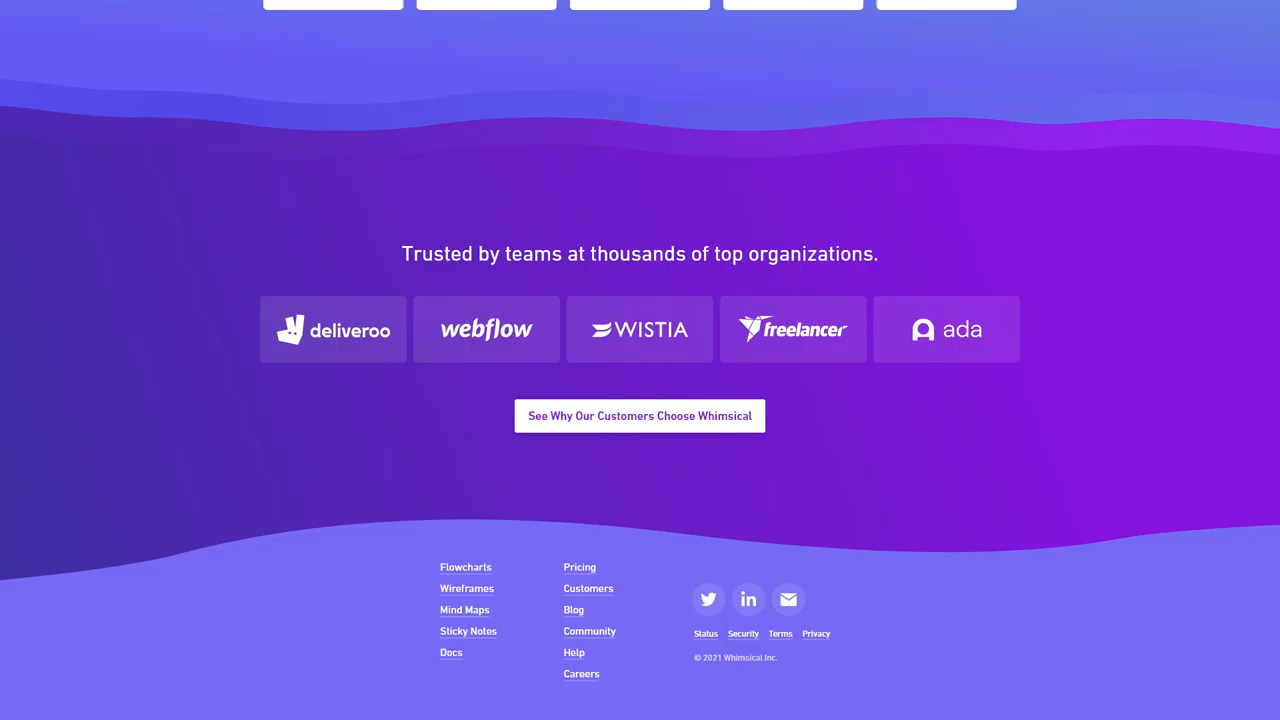 Trusted by teams at thousands of top organizations.
deliveroo
webflow
WISTIA
freelancer
ada
See Why Our Customers Choose Whimsical
Flowcharts
Wireframes
Mind Maps
Sticky Notes
Docs
Pricing
Customers
Blog
Community
Help
Careers
in
Status Security Terms Privacy
© 2021 Whimsical Inc.